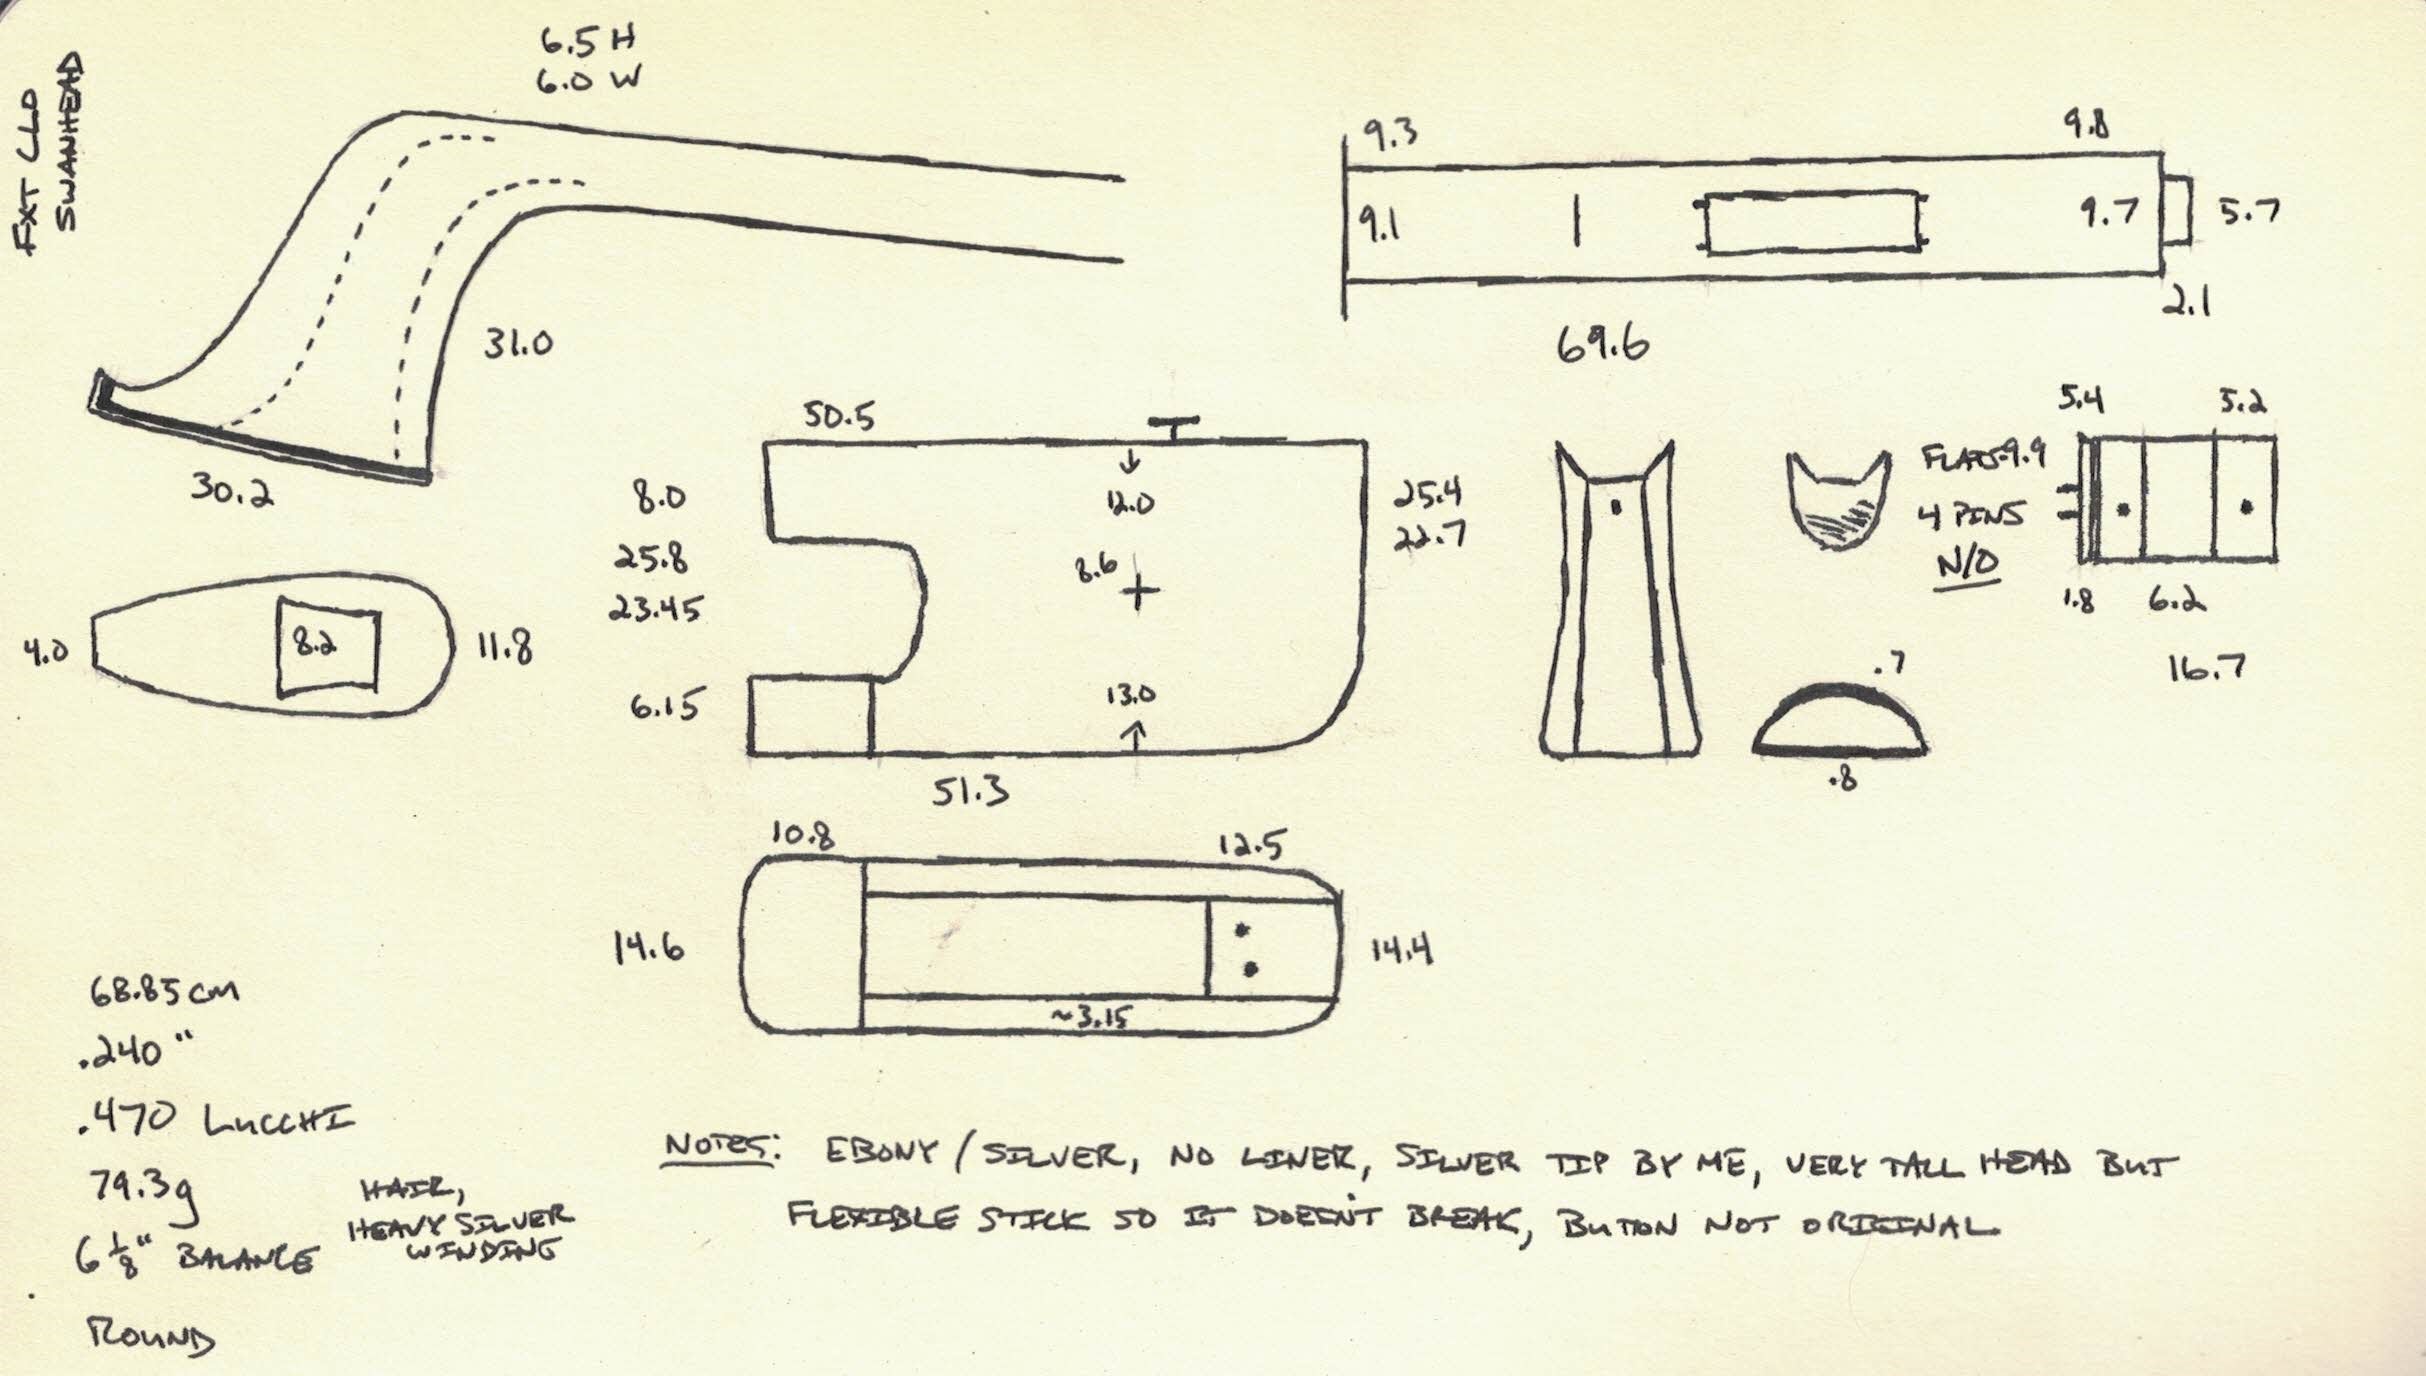 FXT CLO
SWANHEAD
6.5 H
6.0 W
31.0
30.2
4.0
8.2
11.8
9.3
9.8
9.1
9.7
5.7
2.1
69.6
50.5
8.0
25.8
23.45
6.15
12.0
8.6
13.0
25.4
22.7
51.3
FLATS-9.9
4 PINS
N/O
5.4
5.2
1.8
6.2
16.7
.7
.8
10.8
12.5
14.6
14.4
~3.15
68.85 cm
.240"
.470 LUCCHI
79.3g
6 1/8" BALANCE
ROUND
HAIR,
HEAVY SILVER
WINDING
NOTES: EBONY / SILVER, NO LINER, SILVER TIP BY ME, VERY TALL HEAD BUT
FLEXIBLE STICK SO IT DOESN'T BREAK, BUTTON NOT ORIGINAL